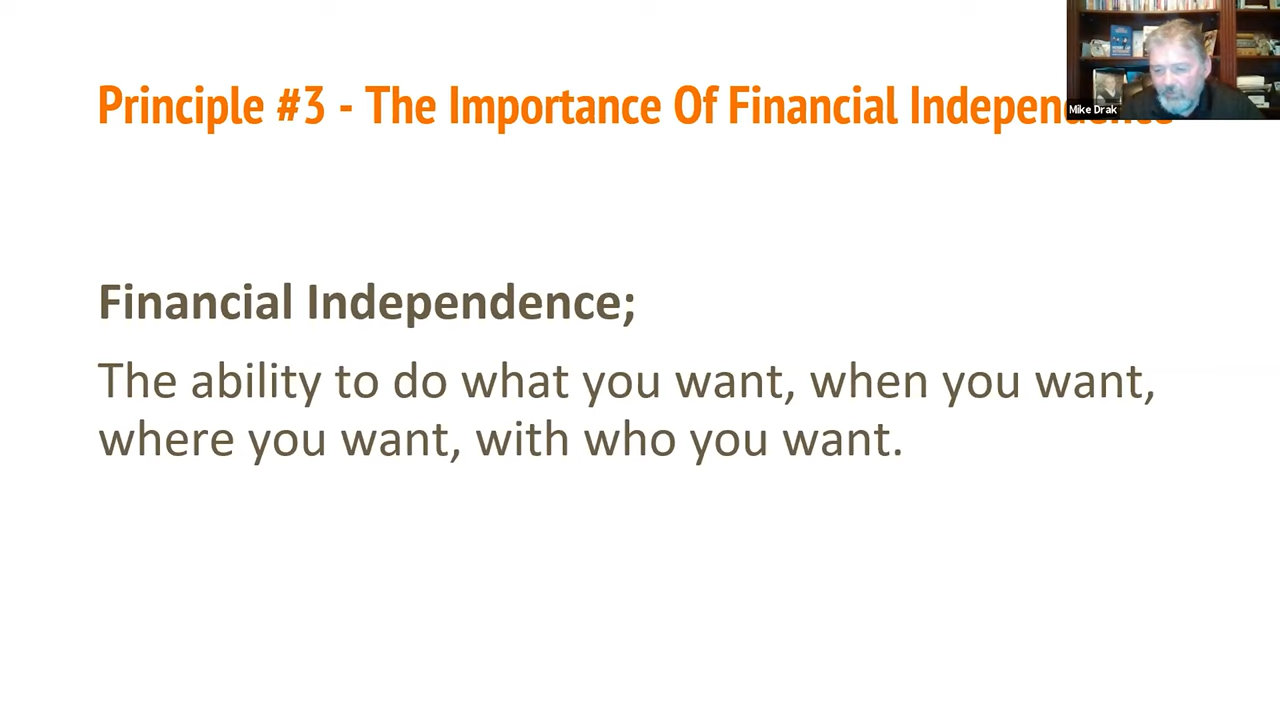 Principle #3 - The Importance Of Financial Independence
Mike Drak
Financial Independence;
The ability to do what you want, when you want,
where you want, with who you want.